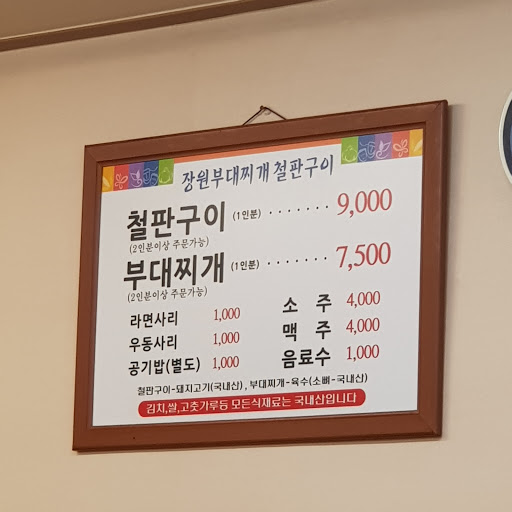 장원부대찌개 철판구이
철판구이 (1인분) ······· 9,000
(2인분이상 주문가능)
부대찌개 (1인분) ······· 7,500
(2인분이상 주문가능)
라면사리 1,000
우동사리 1,000
공기밥(별도) 1,000
소 주 4,000
맥 주 4,000
음료수 1,000
철판구이-돼지고기(국내산) , 부대찌개-육수(소뼈-국내산)
김치,쌀,고춧가루등 모든식재료는 국내산입니다